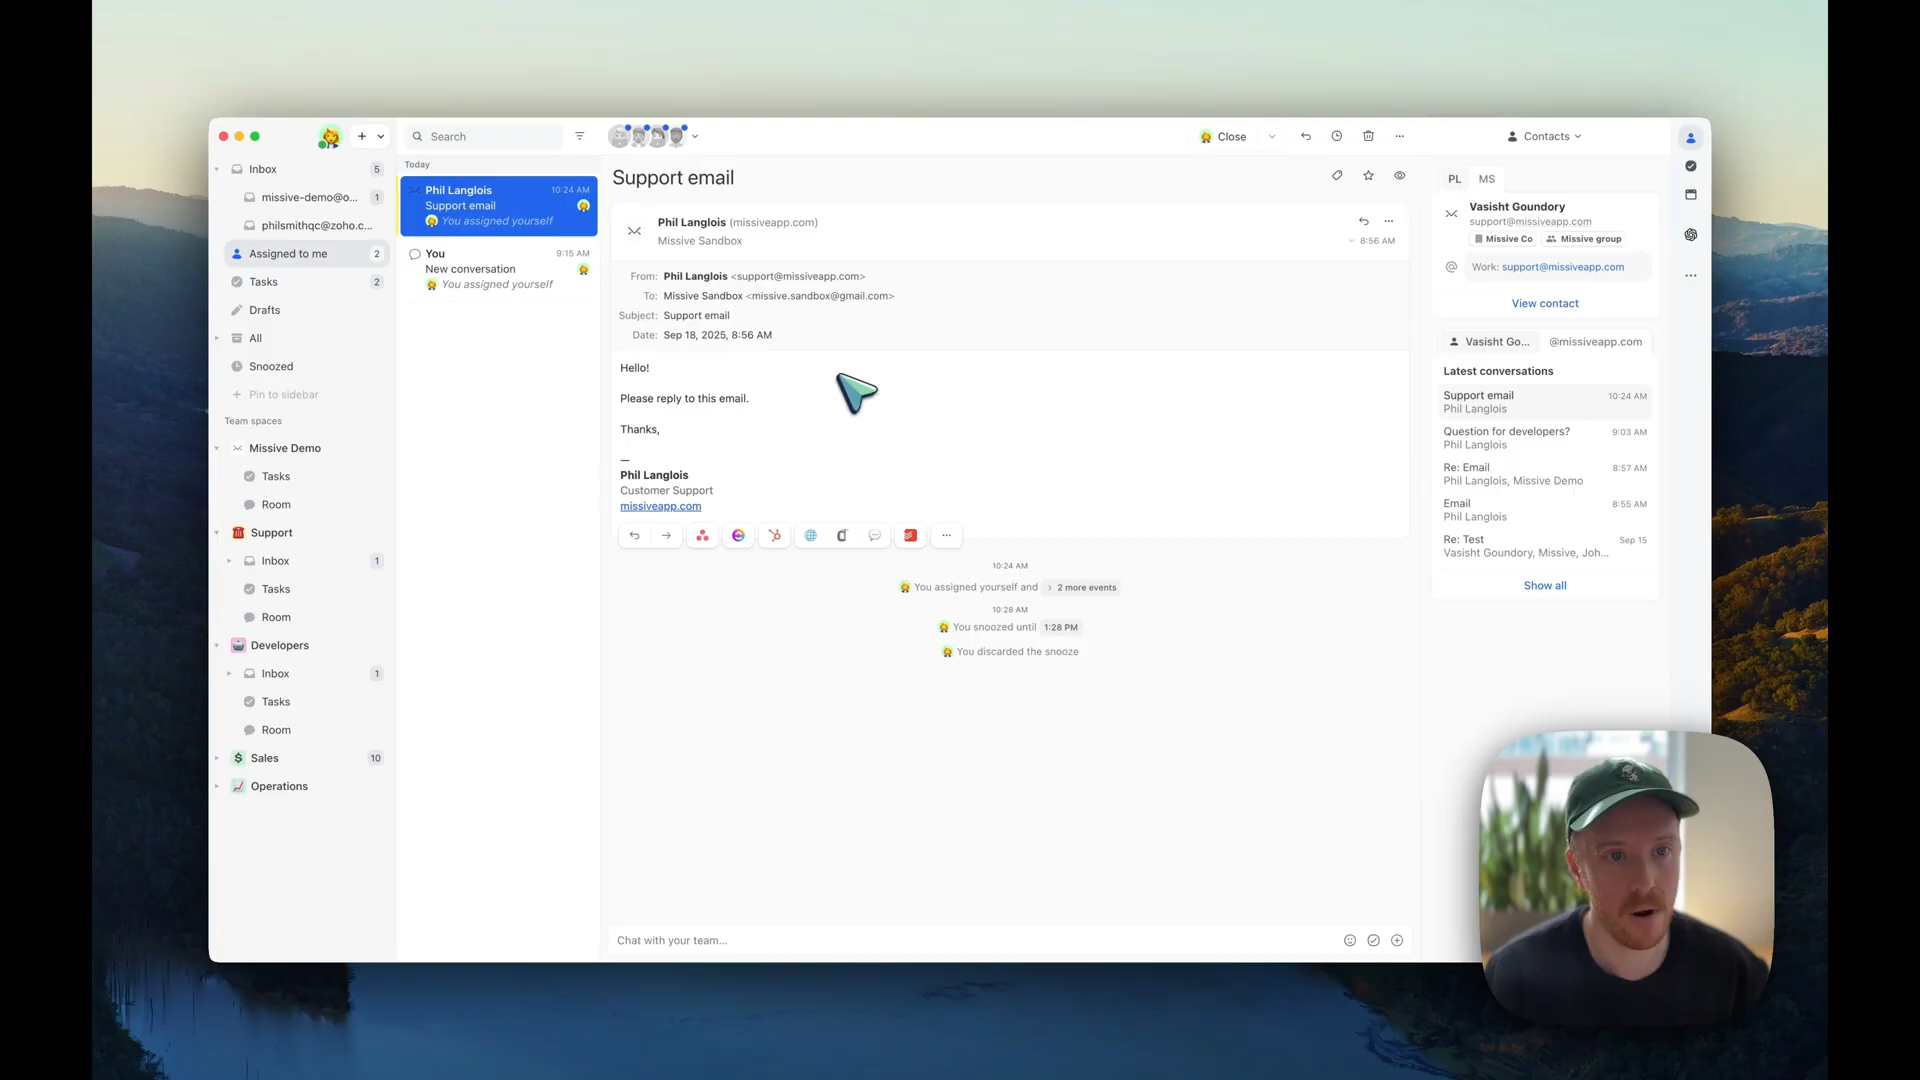 Inbox 5
missive-demo@o... 1
philsmithqc@zoho.c...
Assigned to me 2
Tasks 2
Drafts
All
Snoozed
Pin to sidebar
Team spaces
Missive Demo
Tasks
Room
Support
Inbox 1
Tasks
Room
Developers
Inbox 1
Tasks
Room
Sales 10
Operations
Search
Today
Phil Langlois 10:24 AM
Support email
You assigned yourself
You 9:15 AM
New conversation
You assigned yourself
Close
Support email
Phil Langlois (missiveapp.com)
Missive Sandbox 8:56 AM
From: Phil Langlois <support@missiveapp.com>
To: Missive Sandbox <missive.sandbox@gmail.com>
Subject: Support email
Date: Sep 18, 2025, 8:56 AM
Hello!
Please reply to this email.
Thanks,
—
Phil Langlois
Customer Support
missiveapp.com
10:24 AM
You assigned yourself and 2 more events
10:28 AM
You snoozed until 1:28 PM
You discarded the snooze
Chat with your team...
Contacts
PL MS
Vasisht Goundory
support@missiveapp.com
Missive Co Missive group
Work: support@missiveapp.com
View contact
Vasisht Go... @missiveapp.com
Latest conversations
Support email 10:24 AM
Phil Langlois
Question for developers? 9:03 AM
Phil Langlois
Re: Email 8:57 AM
Phil Langlois, Missive Demo
Email 8:55 AM
Phil Langlois
Re: Test Sep 15
Vasisht Goundory, Missive, Joh...
Show all